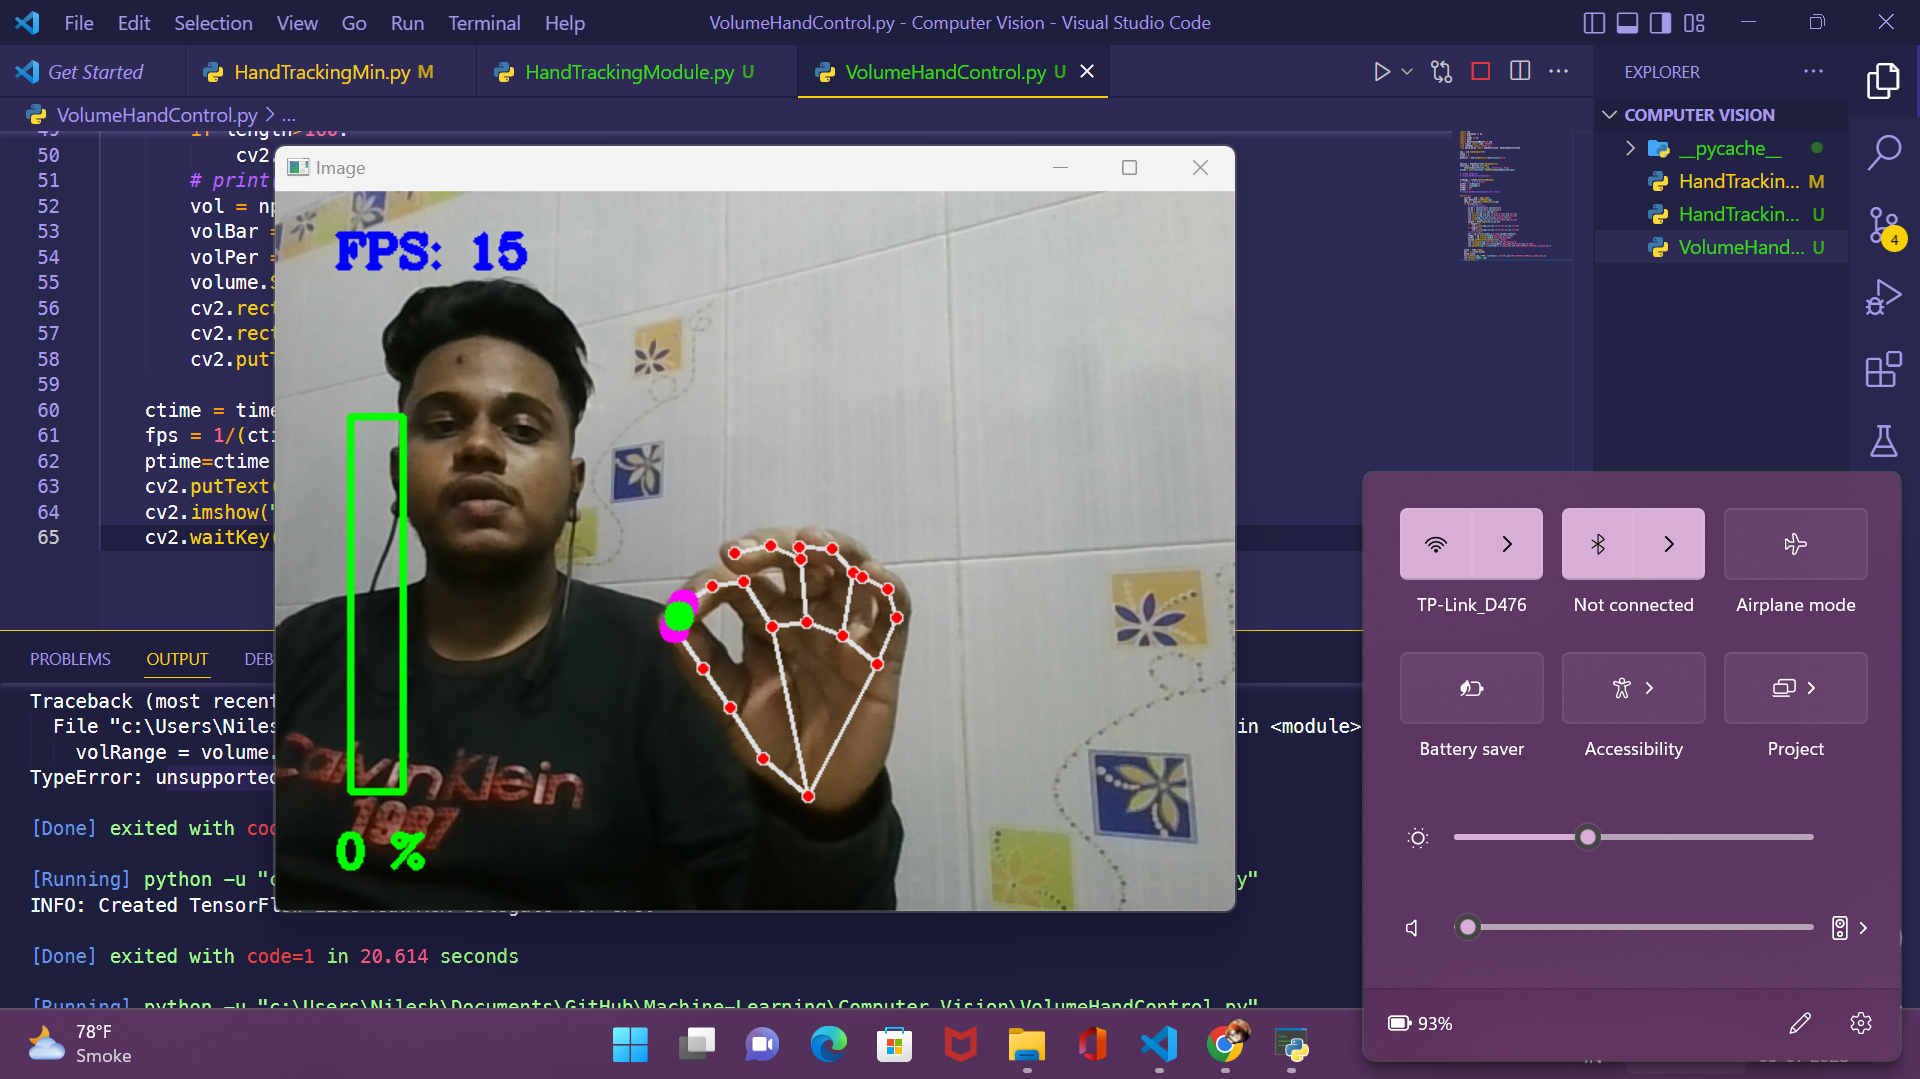 File Edit Selection View Go Run Terminal Help
VolumeHandControl.py - Computer Vision - Visual Studio Code
Get Started
HandTrackingMin.py M
HandTrackingModule.py U
VolumeHandControl.py U
EXPLORER
VolumeHandControl.py > ...
COMPUTER VISION
__pycache__
HandTrackin... M
HandTrackin... U
VolumeHand... U
4
50 cv2.
51 # print(
52 vol = np
53 volBar =
54 volPer =
55 volume.S
56 cv2.rect
57 cv2.rect
58 cv2.putT
59
60 ctime = time
61 fps = 1/(cti
62 ptime=ctime
63 cv2.putText(
64 cv2.imshow("
65 cv2.waitKey(
Image
FPS: 15
Calvin Klein
1987
0 %
PROBLEMS OUTPUT DEB
Traceback (most recent
File "c:\Users\Niles in <module>
volRange = volume.
TypeError: unsupported
[Done] exited with cod
[Running] python -u "c y"
INFO: Created TensorFl
[Done] exited with code=1 in 20.614 seconds
[Running] python -u "c:\Users\Nilesh\Documents\GitHub\Machine-Learning\Computer Vision\VolumeHandControl.py"
TP-Link_D476
Not connected
Airplane mode
Battery saver
Accessibility
Project
93%
78°F
Smoke